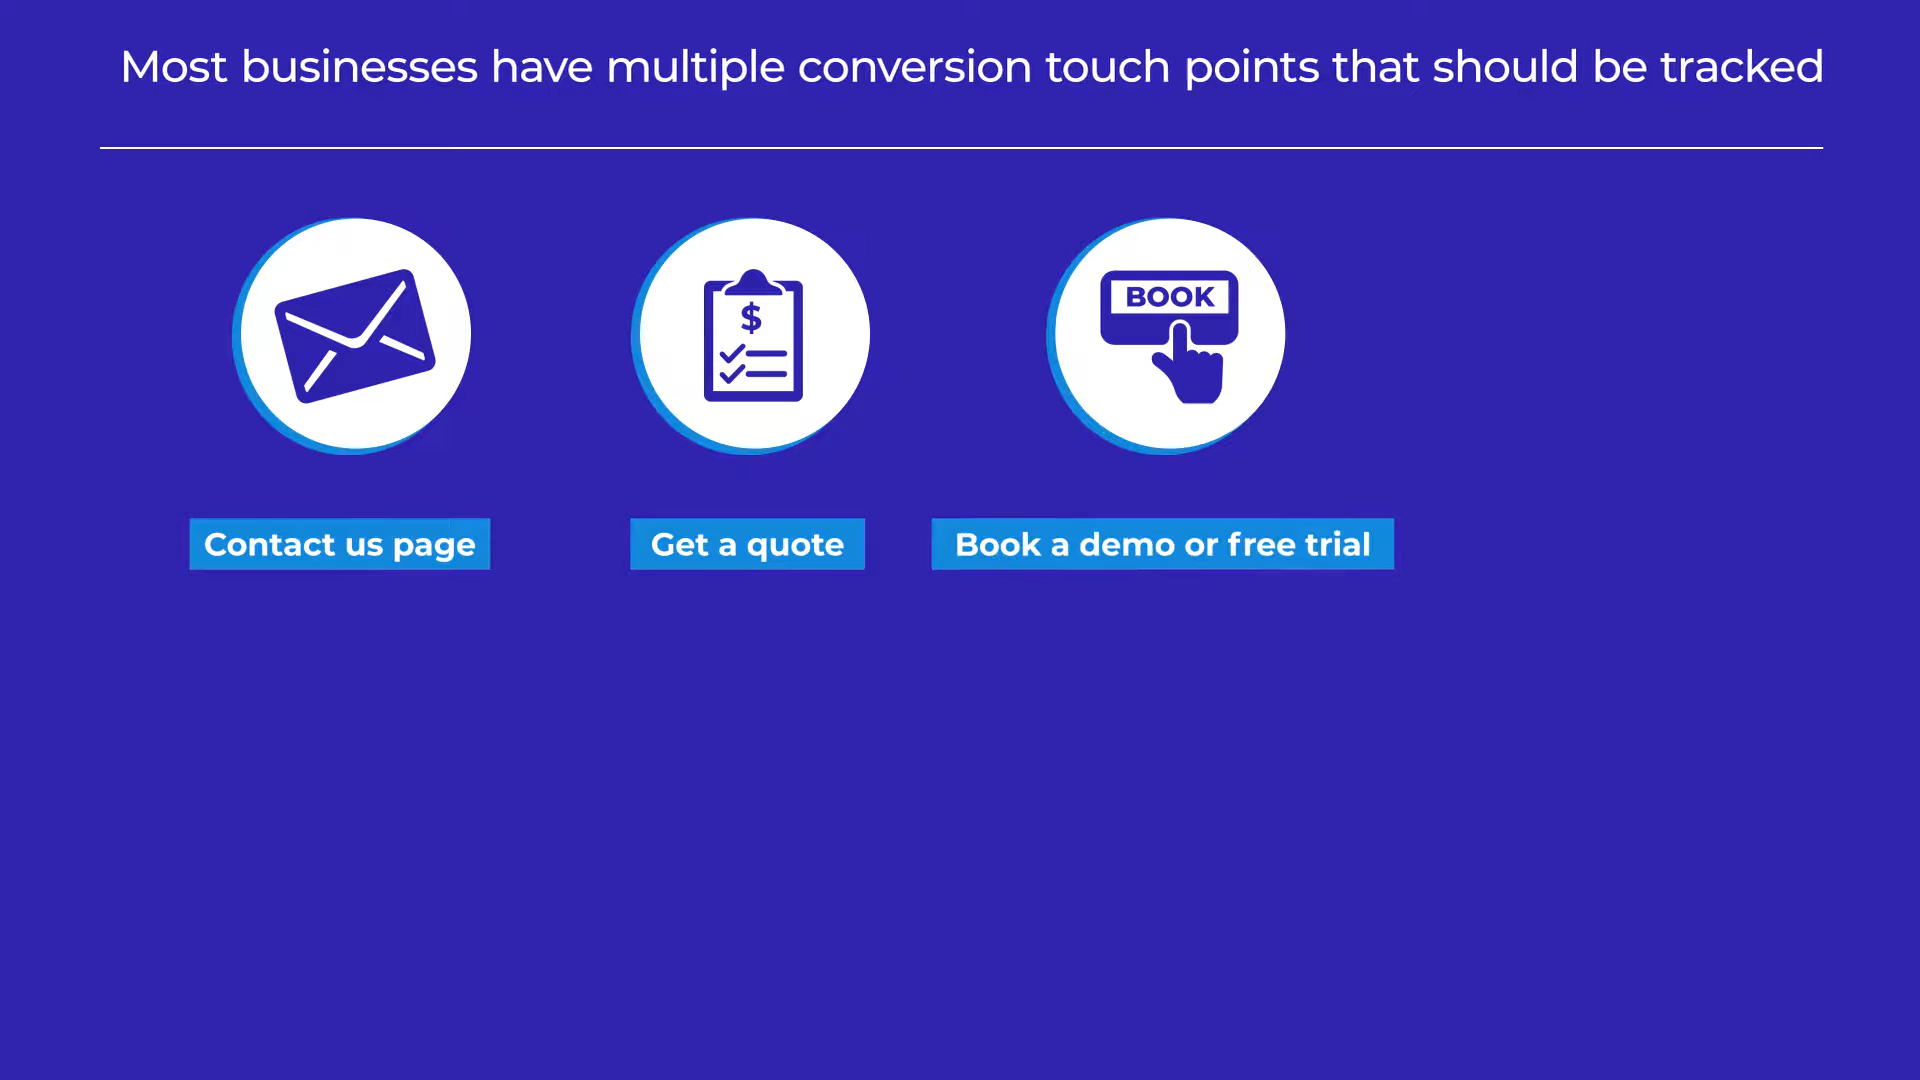 Most businesses have multiple conversion touch points that should be tracked
$
BOOK
Contact us page
Get a quote
Book a demo or free trial